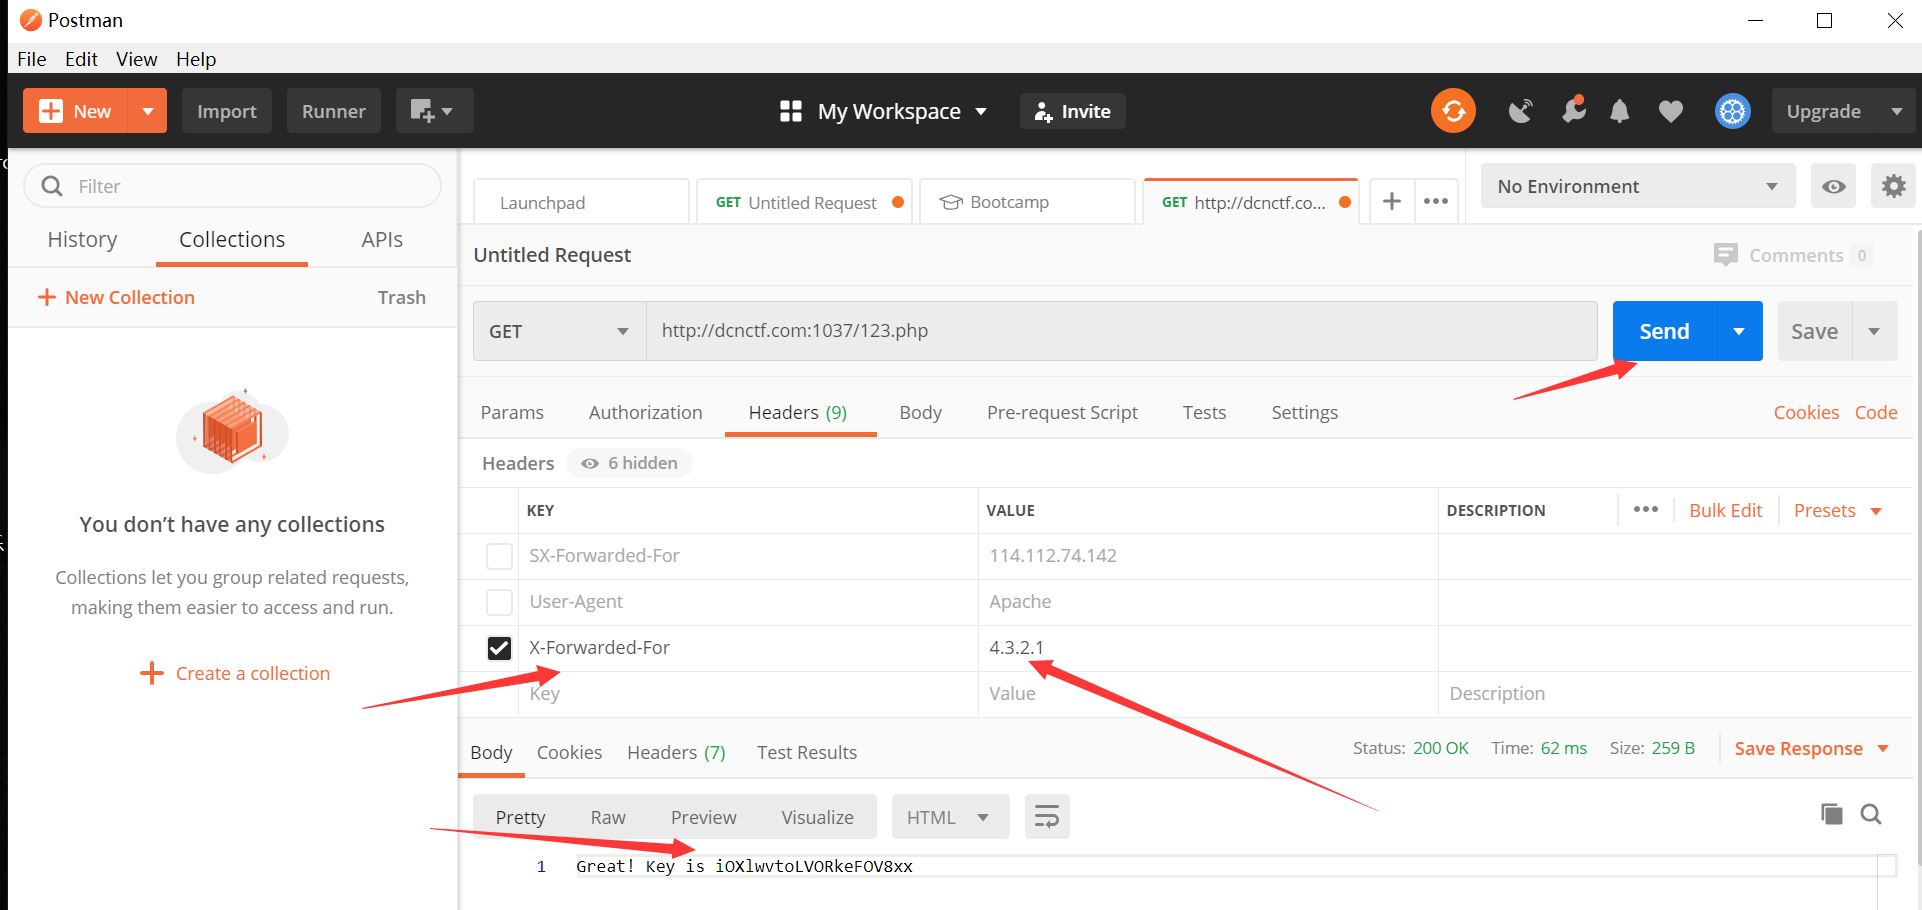 Postman
File Edit View Help
New Import Runner My Workspace Invite Upgrade
Filter
History Collections APIs
New Collection Trash
You don’t have any collections
Collections let you group related requests,
making them easier to access and run.
Create a collection
Launchpad GET Untitled Request Bootcamp GET http://dcnctf.co... No Environment
Untitled Request Comments 0
GET http://dcnctf.com:1037/123.php Send Save
Params Authorization Headers (9) Body Pre-request Script Tests Settings Cookies Code
Headers 6 hidden
KEY VALUE DESCRIPTION Bulk Edit Presets
SX-Forwarded-For 114.112.74.142
User-Agent Apache
X-Forwarded-For 4.3.2.1
Key Value Description
Body Cookies Headers (7) Test Results Status: 200 OK Time: 62 ms Size: 259 B Save Response
Pretty Raw Preview Visualize HTML
1 Great! Key is iOXlwvtoLVORkeFOV8xx